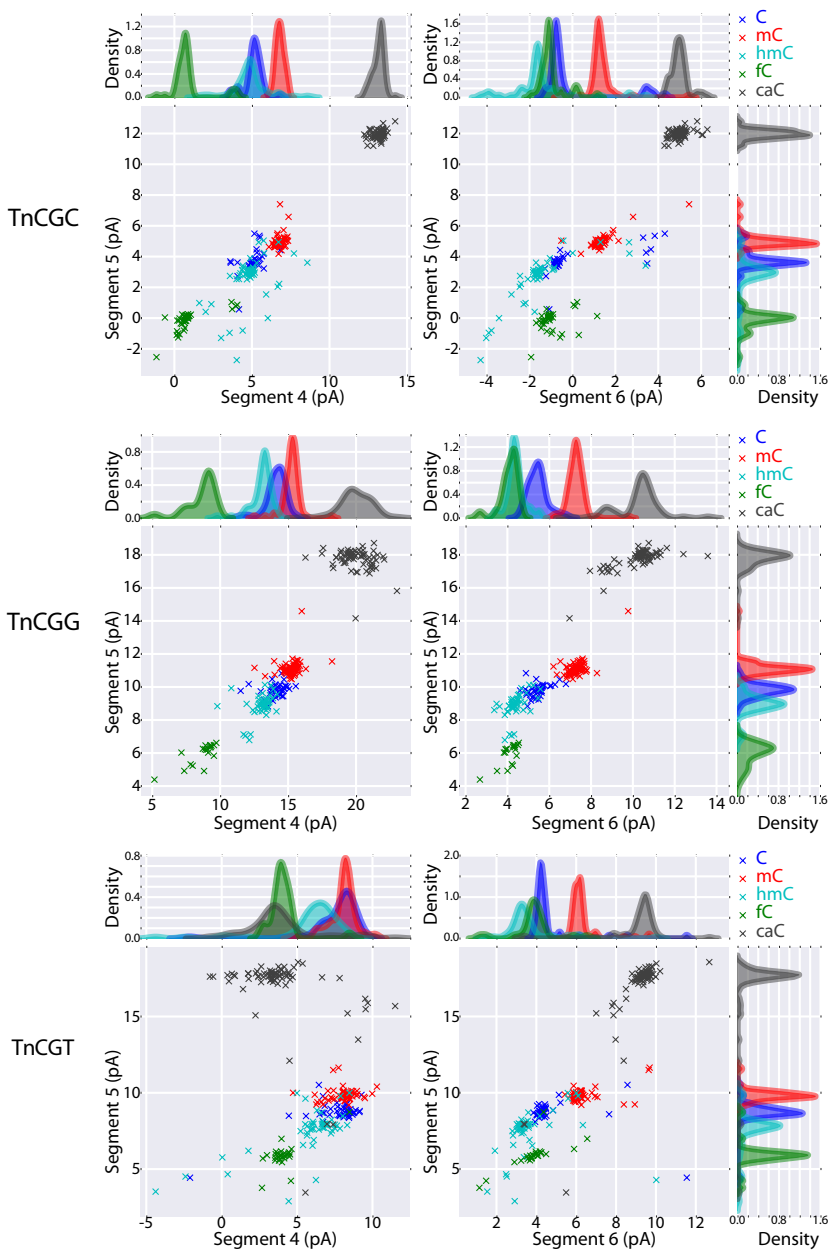 1.2
0.8
0.4
0.0
Density
1.6
1.2
0.8
0.4
0.0
Density
C
mC
hmC
fC
caC
TnCGC
12
10
8
6
4
2
0
-2
Segment 5 (pA)
0 5 10 15
Segment 4 (pA)
12
10
8
6
4
2
0
-2
Segment 5 (pA)
-4 -2 0 2 4 6
Segment 6 (pA)
0.0 0.8 1.6
Density
0.8
0.4
0.0
Density
1.2
0.8
0.4
0.0
Density
C
mC
hmC
fC
caC
TnCGG
18
16
14
12
10
8
6
4
Segment 5 (pA)
5 10 15 20
Segment 4 (pA)
18
16
14
12
10
8
6
4
Segment 5 (pA)
2 4 6 8 10 12 14
Segment 6 (pA)
0.0 0.8 1.6
Density
0.8
0.4
0.0
Density
2.0
1.0
0.0
Density
C
mC
hmC
fC
caC
TnCGT
15
10
5
Segment 5 (pA)
-5 0 5 10
Segment 4 (pA)
15
10
5
Segment 5 (pA)
2 4 6 8 10 12
Segment 6 (pA)
0.0 0.8 1.6
Density